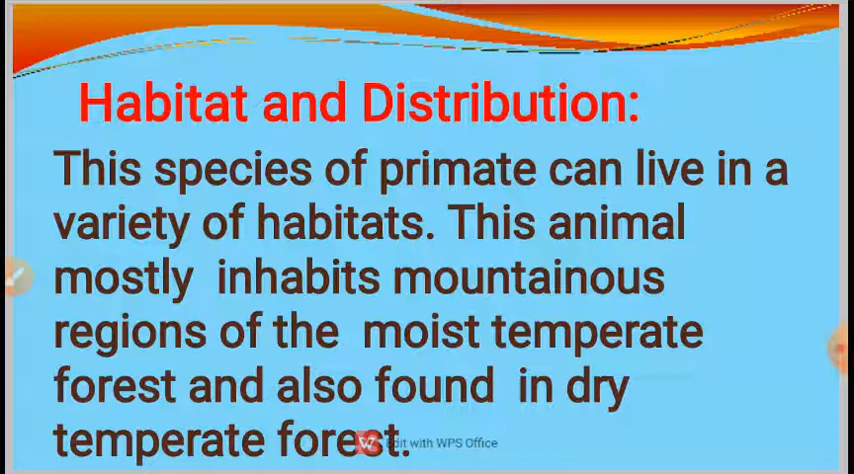 Habitat and Distribution:
This species of primate can live in a
variety of habitats. This animal
mostly inhabits mountainous
regions of the moist temperate
forest and also found in dry
temperate forest.
Edit with WPS Office